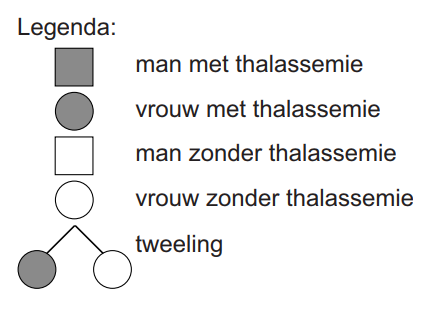 Legenda:
man met thalassemie
vrouw met thalassemie
man zonder thalassemie
vrouw zonder thalassemie
tweeling